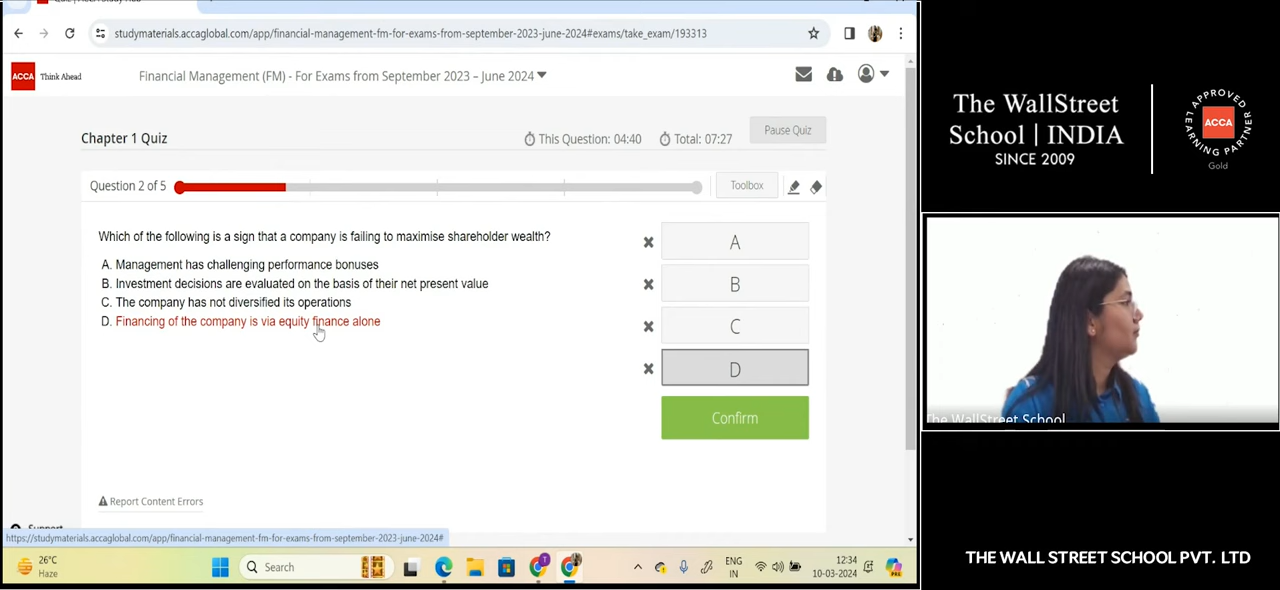 Quiz | ACCA Study Hub
studymaterials.accaglobal.com/app/financial-management-fm-for-exams-from-september-2023-june-2024#exams/take_exam/193313
ACCA
Think Ahead
Financial Management (FM) - For Exams from September 2023 – June 2024
Chapter 1 Quiz
This Question: 04:40
Total: 07:27
Pause Quiz
Question 2 of 5
Toolbox
Which of the following is a sign that a company is failing to maximise shareholder wealth?
A. Management has challenging performance bonuses
B. Investment decisions are evaluated on the basis of their net present value
C. The company has not diversified its operations
D. Financing of the company is via equity finance alone
A
B
C
D
Confirm
Report Content Errors
Support
https://studymaterials.accaglobal.com/app/financial-management-fm-for-exams-from-september-2023-june-2024#
26°C
Haze
Search
ENG
IN
12:34
10-03-2024
The WallStreet
School | INDIA
SINCE 2009
APPROVED
ACCA
LEARNING PARTNER
Gold
The WallStreet School
THE WALL STREET SCHOOL PVT. LTD